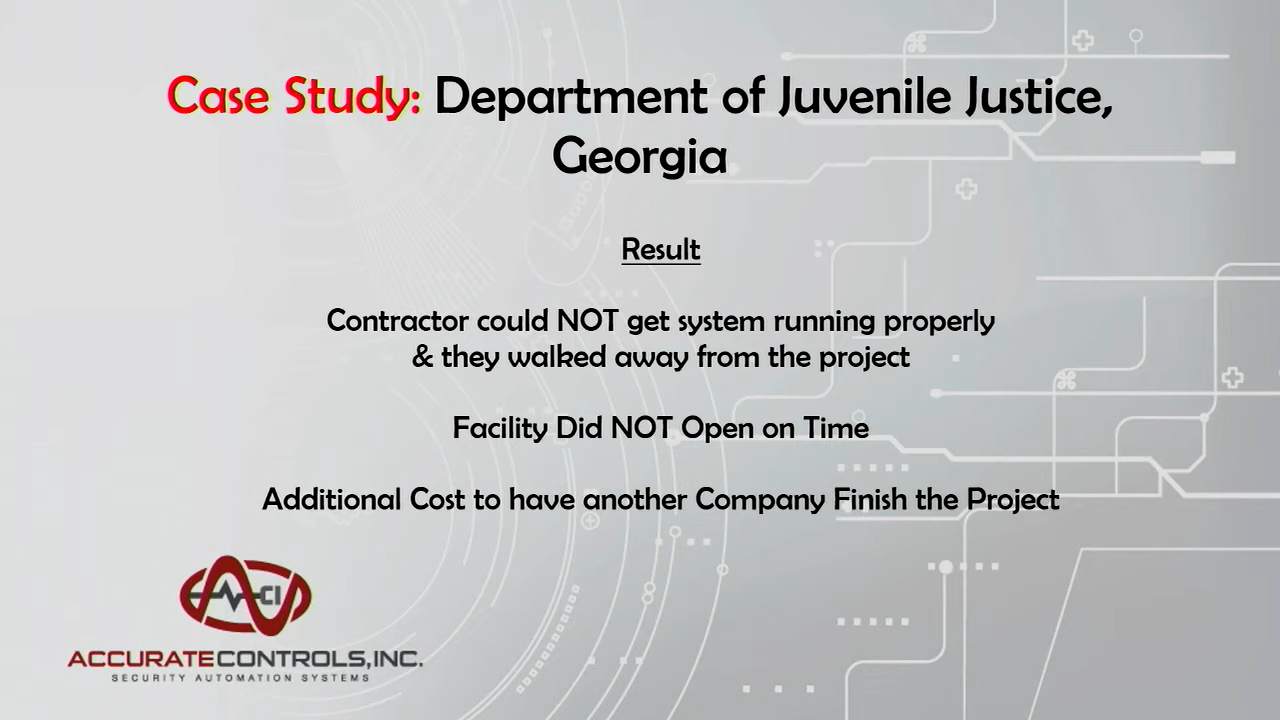 Case Study: Department of Juvenile Justice,
Georgia
Result
Contractor could NOT get system running properly
& they walked away from the project
Facility Did NOT Open on Time
Additional Cost to have another Company Finish the Project
ACI
ACCURATECONTROLS,INC.
SECURITY AUTOMATION SYSTEMS